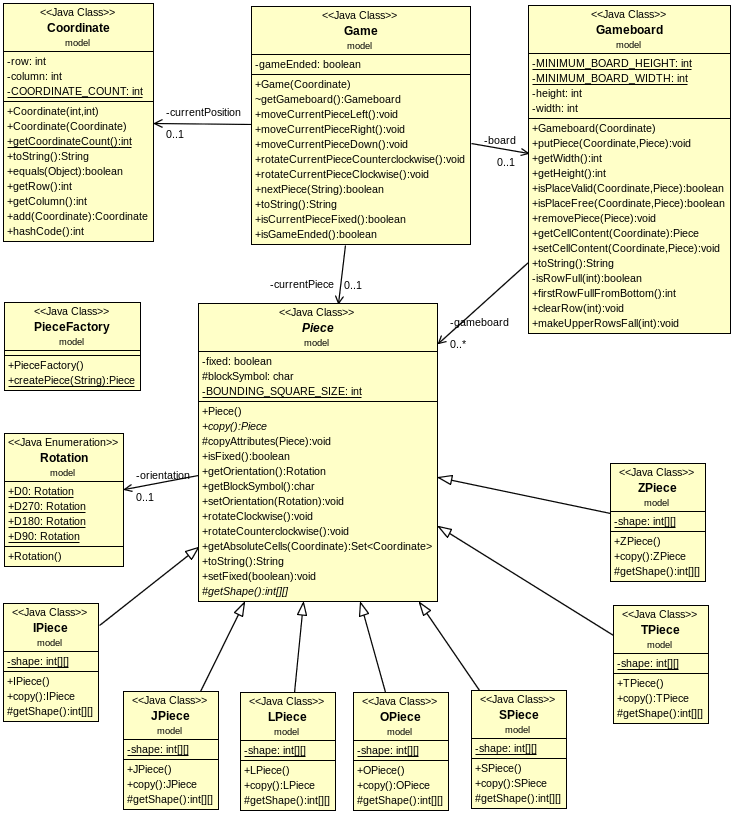 <<Java Class>>
Coordinate
model
-row: int
-column: int
-COORDINATE_COUNT: int
+Coordinate(int,int)
+Coordinate(Coordinate)
+getCoordinateCount():int
+toString():String
+equals(Object):boolean
+getRow():int
+getColumn():int
+add(Coordinate):Coordinate
+hashCode():int
-currentPosition
0..1
<<Java Class>>
Game
model
-gameEnded: boolean
+Game(Coordinate)
~getGameboard():Gameboard
+moveCurrentPieceLeft():void
+moveCurrentPieceRight():void
+moveCurrentPieceDown():void
+rotateCurrentPieceCounterclockwise():void
+rotateCurrentPieceClockwise():void
+nextPiece(String):boolean
+toString():String
+isCurrentPieceFixed():boolean
+isGameEnded():boolean
-board
0..1
<<Java Class>>
Gameboard
model
-MINIMUM_BOARD_HEIGHT: int
-MINIMUM_BOARD_WIDTH: int
-height: int
-width: int
+Gameboard(Coordinate)
+putPiece(Coordinate,Piece):void
+getWidth():int
+getHeight():int
+isPlaceValid(Coordinate,Piece):boolean
+isPlaceFree(Coordinate,Piece):boolean
+removePiece(Piece):void
+getCellContent(Coordinate):Piece
+setCellContent(Coordinate,Piece):void
+toString():String
-isRowFull(int):boolean
+firstRowFullFromBottom():int
+clearRow(int):void
+makeUpperRowsFall(int):void
-currentPiece
0..1
-gameboard
0..*
<<Java Class>>
PieceFactory
model
+PieceFactory()
+createPiece(String):Piece
<<Java Class>>
Piece
model
-fixed: boolean
#blockSymbol: char
-BOUNDING_SQUARE_SIZE: int
+Piece()
+copy():Piece
#copyAttributes(Piece):void
+isFixed():boolean
+getOrientation():Rotation
+getBlockSymbol():char
+setOrientation(Rotation):void
+rotateClockwise():void
+rotateCounterclockwise():void
+getAbsoluteCells(Coordinate):Set<Coordinate>
+toString():String
+setFixed(boolean):void
#getShape():int[][]
<<Java Enumeration>>
Rotation
model
+D0: Rotation
+D270: Rotation
+D180: Rotation
+D90: Rotation
+Rotation()
-orientation
0..1
<<Java Class>>
ZPiece
model
-shape: int[][]
+ZPiece()
+copy():ZPiece
#getShape():int[][]
<<Java Class>>
IPiece
model
-shape: int[][]
+IPiece()
+copy():IPiece
#getShape():int[][]
<<Java Class>>
TPiece
model
-shape: int[][]
+TPiece()
+copy():TPiece
#getShape():int[][]
<<Java Class>>
JPiece
model
-shape: int[][]
+JPiece()
+copy():JPiece
#getShape():int[][]
<<Java Class>>
LPiece
model
-shape: int[][]
+LPiece()
+copy():LPiece
#getShape():int[][]
<<Java Class>>
OPiece
model
-shape: int[][]
+OPiece()
+copy():OPiece
#getShape():int[][]
<<Java Class>>
SPiece
model
-shape: int[][]
+SPiece()
+copy():SPiece
#getShape():int[][]